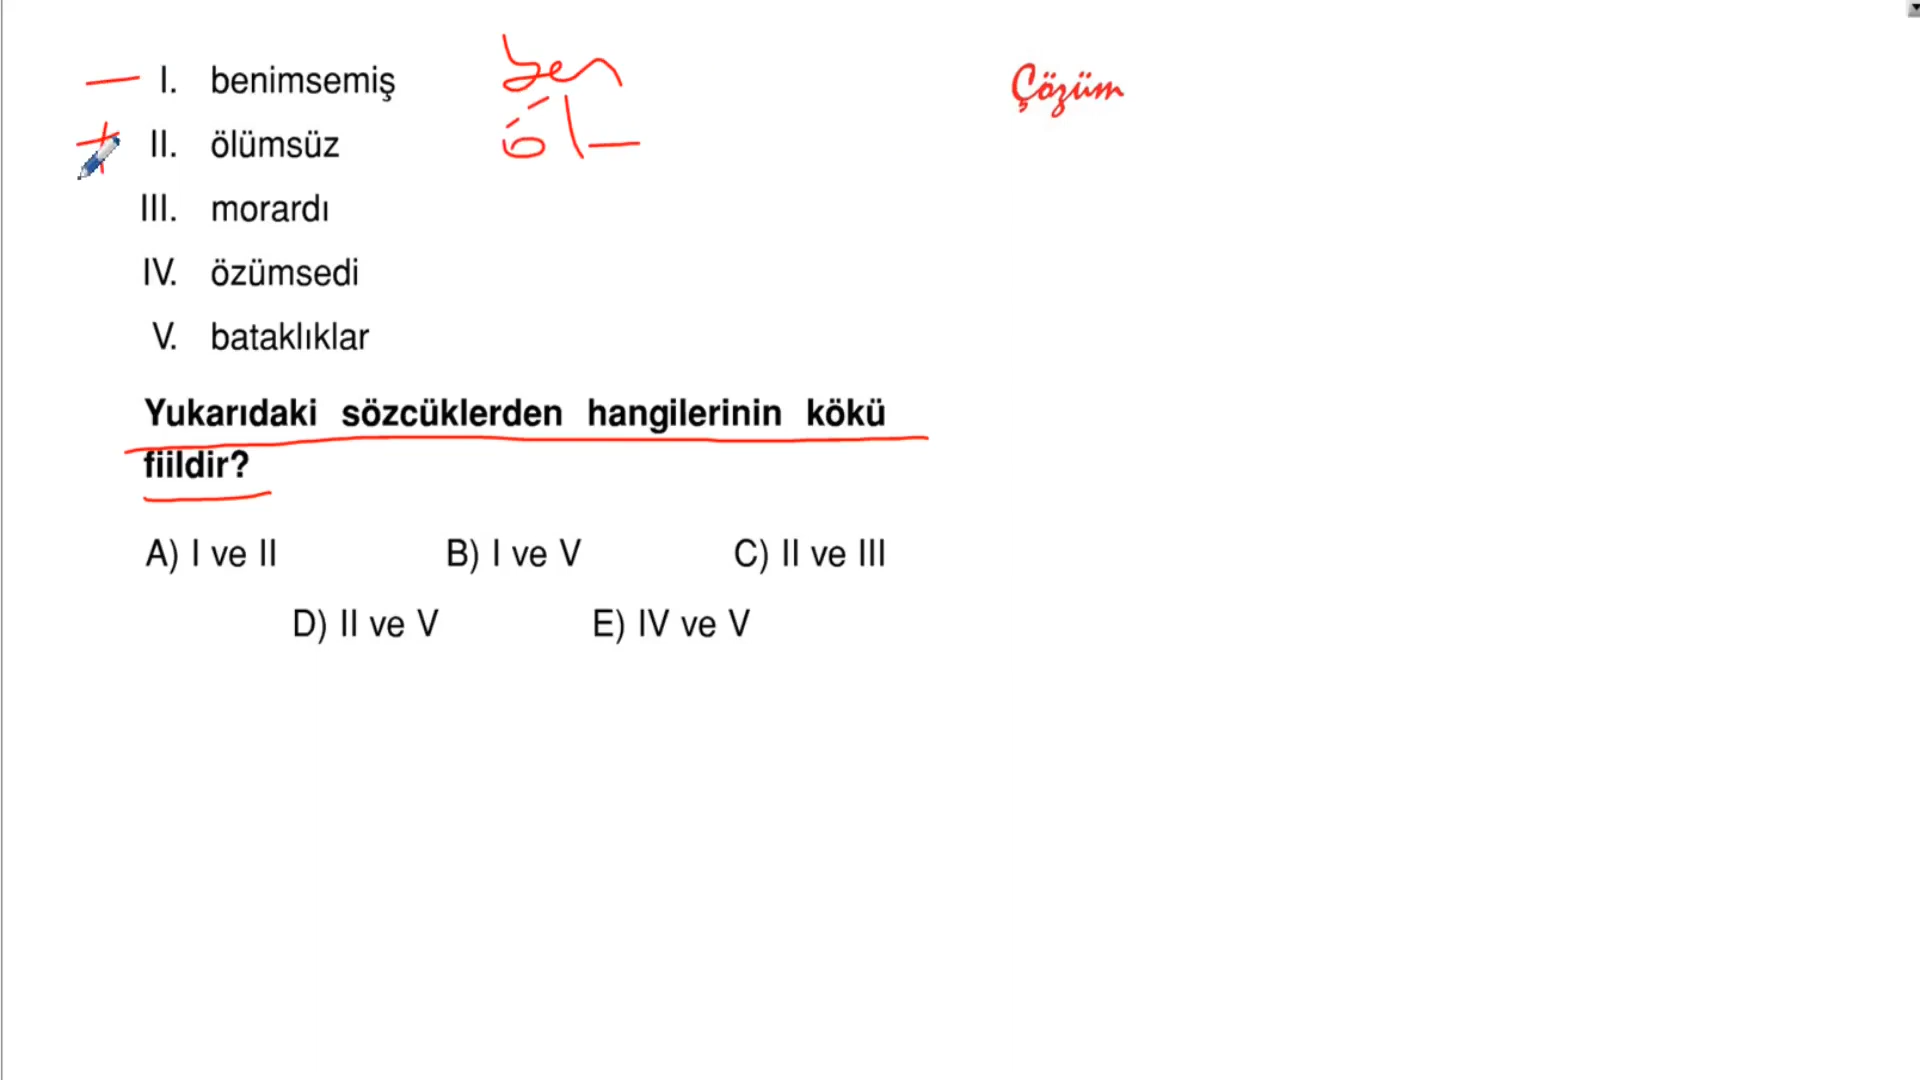 I. benimsemiş ben
II. ölümsüz öl-
III. morardı
IV. özümsedi
V. bataklıklar
Yukarıdaki sözcüklerden hangilerinin kökü
fiildir?
A) I ve II B) I ve V C) II ve III
D) II ve V E) IV ve V
Çözüm